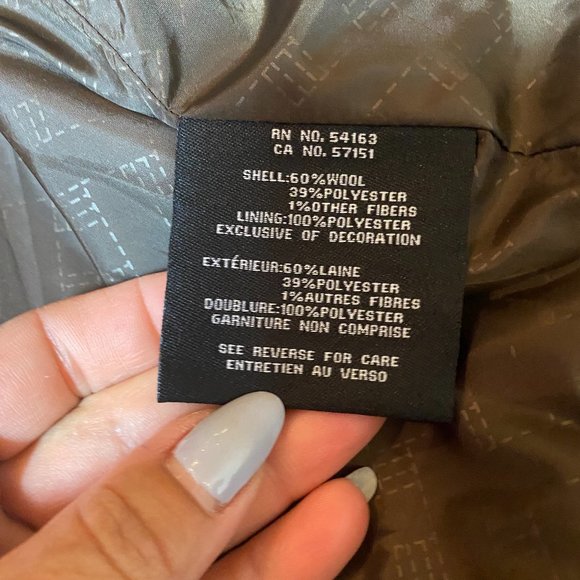 RN NO. 54163
CA NO. 57151
SHELL:60%WOOL
39%POLYESTER
1%OTHER FIBERS
LINING:100%POLYESTER
EXCLUSIVE OF DECORATION
EXTÉRIEUR:60%LAINE
39%POLYESTER
1%AUTRES FIBRES
DOUBLURE:100%POLYESTER
GARNITURE NON COMPRISE
SEE REVERSE FOR CARE
ENTRETIEN AU VERSO